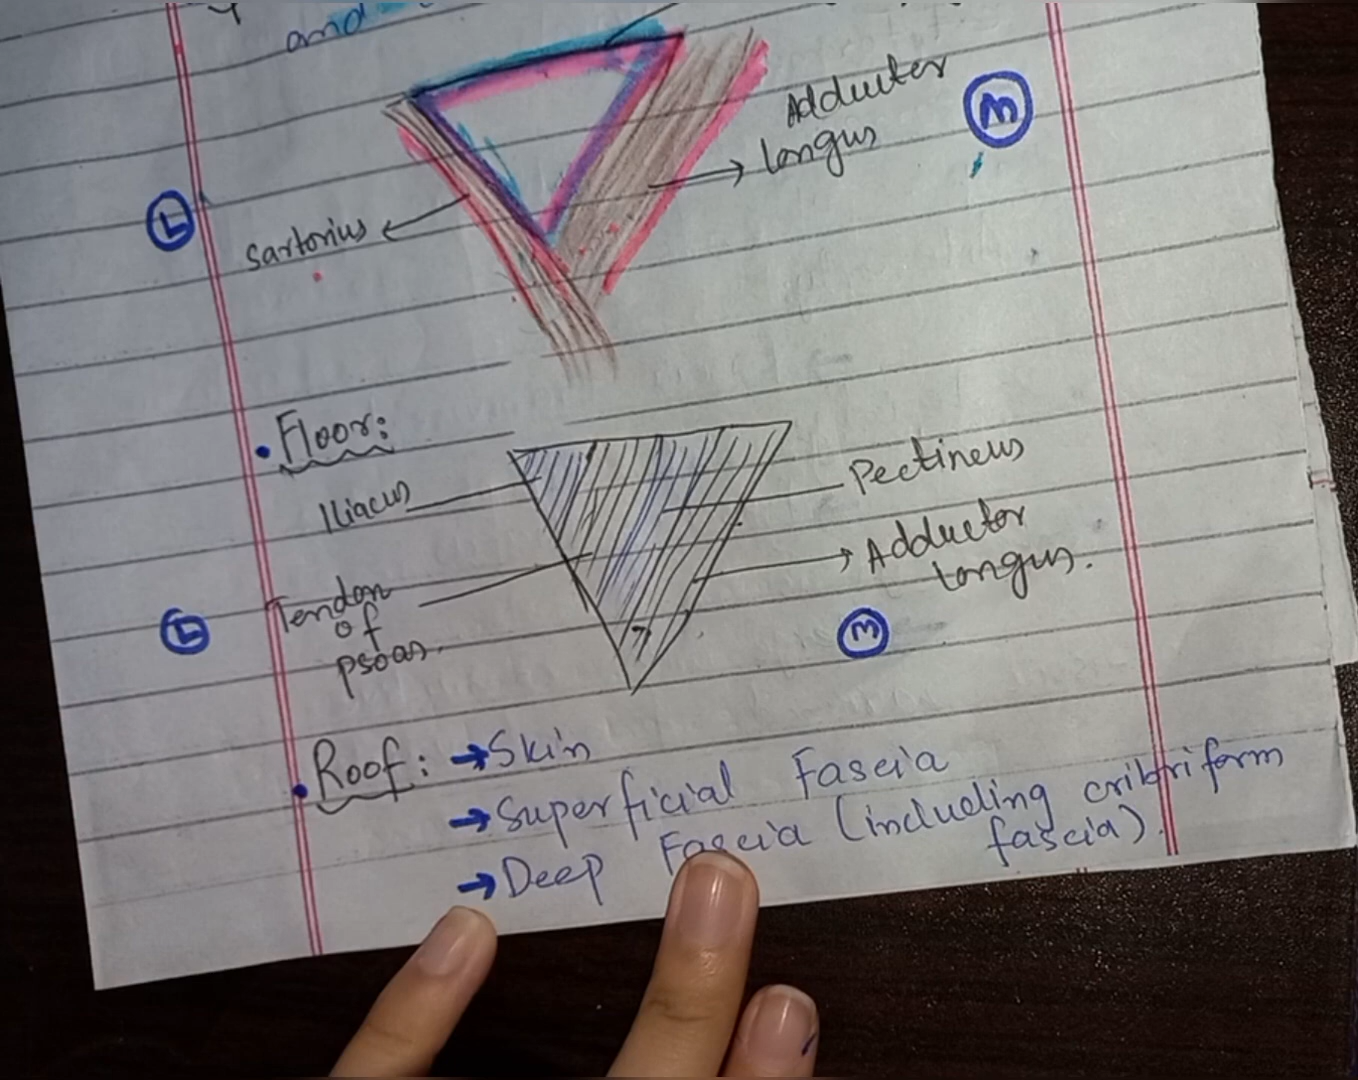 and
Adductor
longus
M
L
Sartorius
• Floor:
Iliacus
Pectineus
Adductor
longus.
Tendon
of
psoas.
L
M
• Roof: → Skin
→ Superficial Fascia
→ Deep Fascia (including cribriform
fascia).